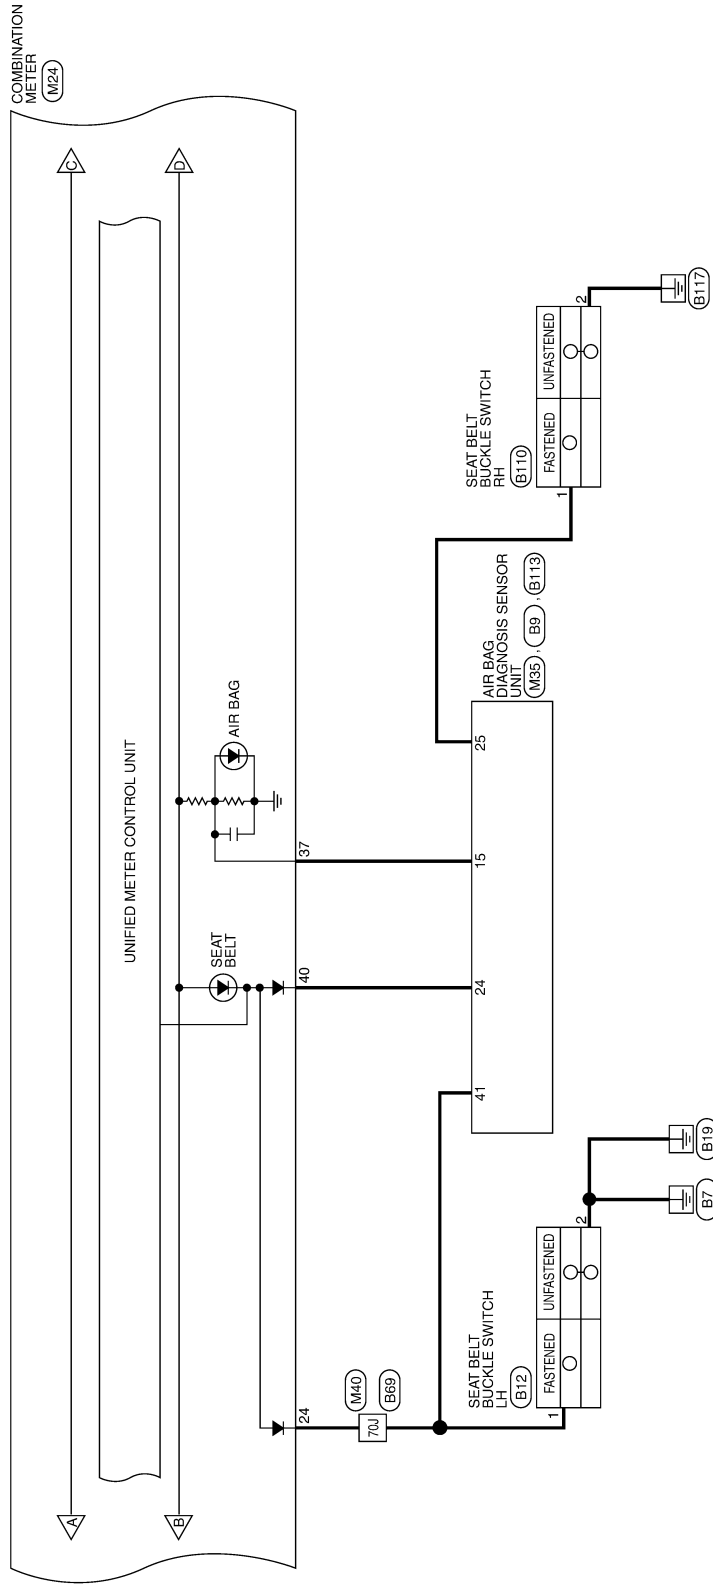 COMBINATION
METER
M24
A
C
UNIFIED METER CONTROL UNIT
B
D
SEAT
BELT
AIR BAG
24
40
37
M40
70J
B69
41
24
15
25
AIR BAG
DIAGNOSIS SENSOR
UNIT
M35 , B9 , B113
SEAT BELT
BUCKLE SWITCH
LH
B12
1
FASTENED
UNFASTENED
2
B7
B19
SEAT BELT
BUCKLE SWITCH
RH
B110
1
FASTENED
UNFASTENED
2
B117